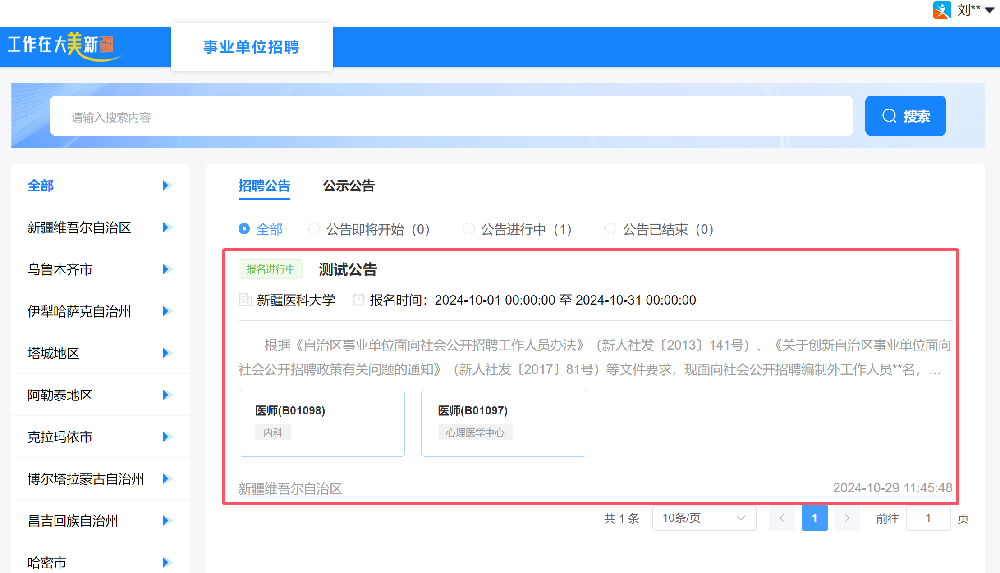 刘**
工作在大美新疆
事业单位招聘
请输入搜索内容
搜索
全部
新疆维吾尔自治区
乌鲁木齐市
伊犁哈萨克自治州
塔城地区
阿勒泰地区
克拉玛依市
博尔塔拉蒙古自治州
昌吉回族自治州
哈密市
招聘公告 公示公告
全部 公告即将开始（0） 公告进行中（1） 公告已结束（0）
报名进行中 测试公告
新疆医科大学 报名时间：2024-10-01 00:00:00 至 2024-10-31 00:00:00
根据《自治区事业单位面向社会公开招聘工作人员办法》（新人社发〔2013〕141号）、《关于创新自治区事业单位面向
社会公开招聘政策有关问题的通知》（新人社发〔2017〕81号）等文件要求，现面向社会公开招聘编制外工作人员**名，…
医师(B01098)
内科
医师(B01097)
心理医学中心
新疆维吾尔自治区 2024-10-29 11:45:48
共 1 条 10条/页 1 前往 1 页